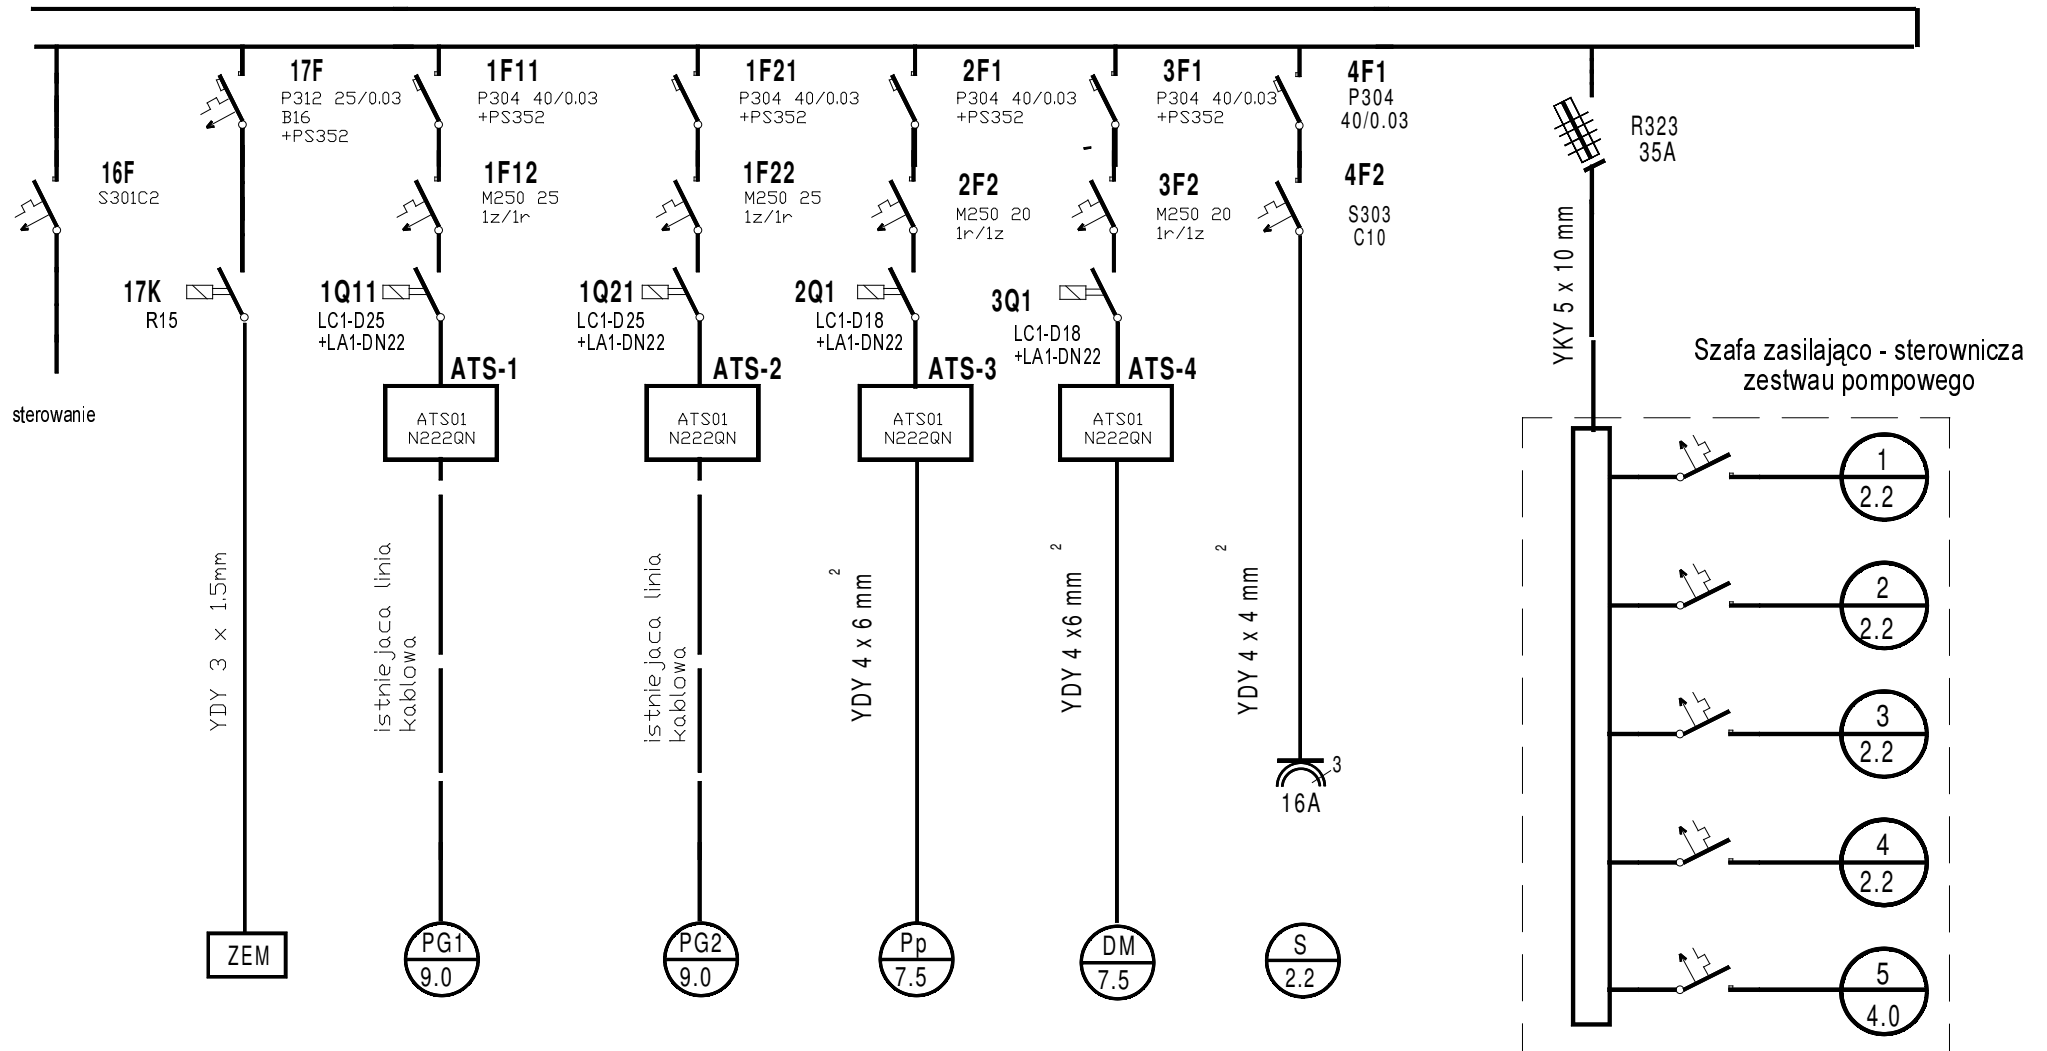 16F
S301C2
sterowanie
17F
P312 25/0.03
B16
+PS352
17K
R15
YDY 3 x 1.5mm
ZEM
1F11
P304 40/0.03
+PS352
1F12
M250 25
1z/1r
1Q11
LC1-D25
+LA1-DN22
ATS-1
ATS01
N222QN
istniejaca linia
kablowa
PG1
9.0
1F21
P304 40/0.03
+PS352
1F22
M250 25
1z/1r
1Q21
LC1-D25
+LA1-DN22
ATS-2
ATS01
N222QN
istniejaca linia
kablowa
PG2
9.0
2F1
P304 40/0.03
+PS352
2F2
M250 20
1r/1z
2Q1
LC1-D18
+LA1-DN22
ATS-3
ATS01
N222QN
YDY 4 x 6 mm 2
Pp
7.5
3F1
P304 40/0.03
+PS352
3F2
M250 20
1r/1z
3Q1
LC1-D18
+LA1-DN22
ATS-4
ATS01
N222QN
YDY 4 x6 mm 2
DM
7.5
4F1
P304
40/0.03
4F2
S303
C10
YDY 4 x 4 mm 2
3
16A
S
2.2
R323
35A
YKY 5 x 10 mm
Szafa zasilająco - sterownicza
zestwau pompowego
1
2.2
2
2.2
3
2.2
4
2.2
5
4.0